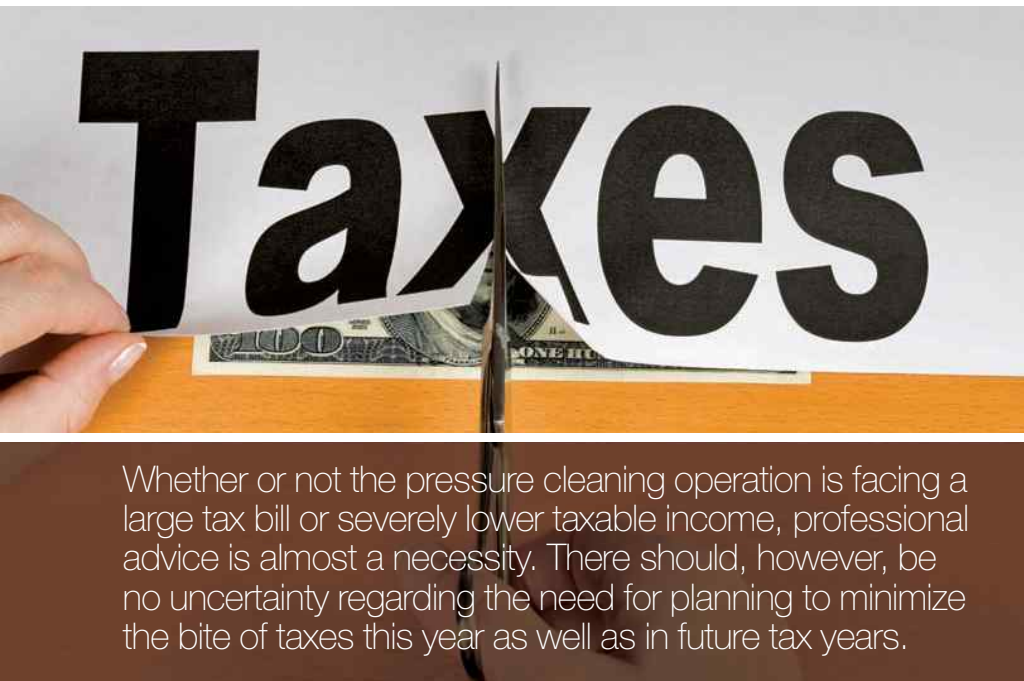 Taxes
100
ONE HU
Whether or not the pressure cleaning operation is facing a
large tax bill or severely lower taxable income, professional
advice is almost a necessity. There should, however, be
no uncertainty regarding the need for planning to minimize
the bite of taxes this year as well as in future tax years.